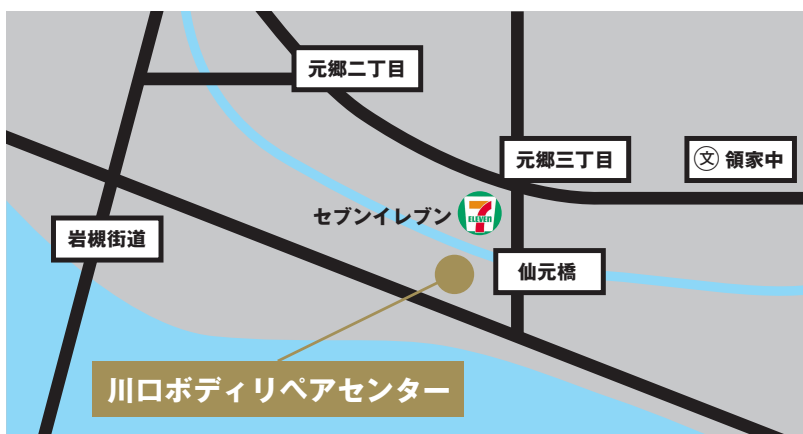 元郷二丁目
元郷三丁目
文 領家中
セブンイレブン
7
ELEVEN
岩槻街道
仙元橋
川口ボディリペアセンター